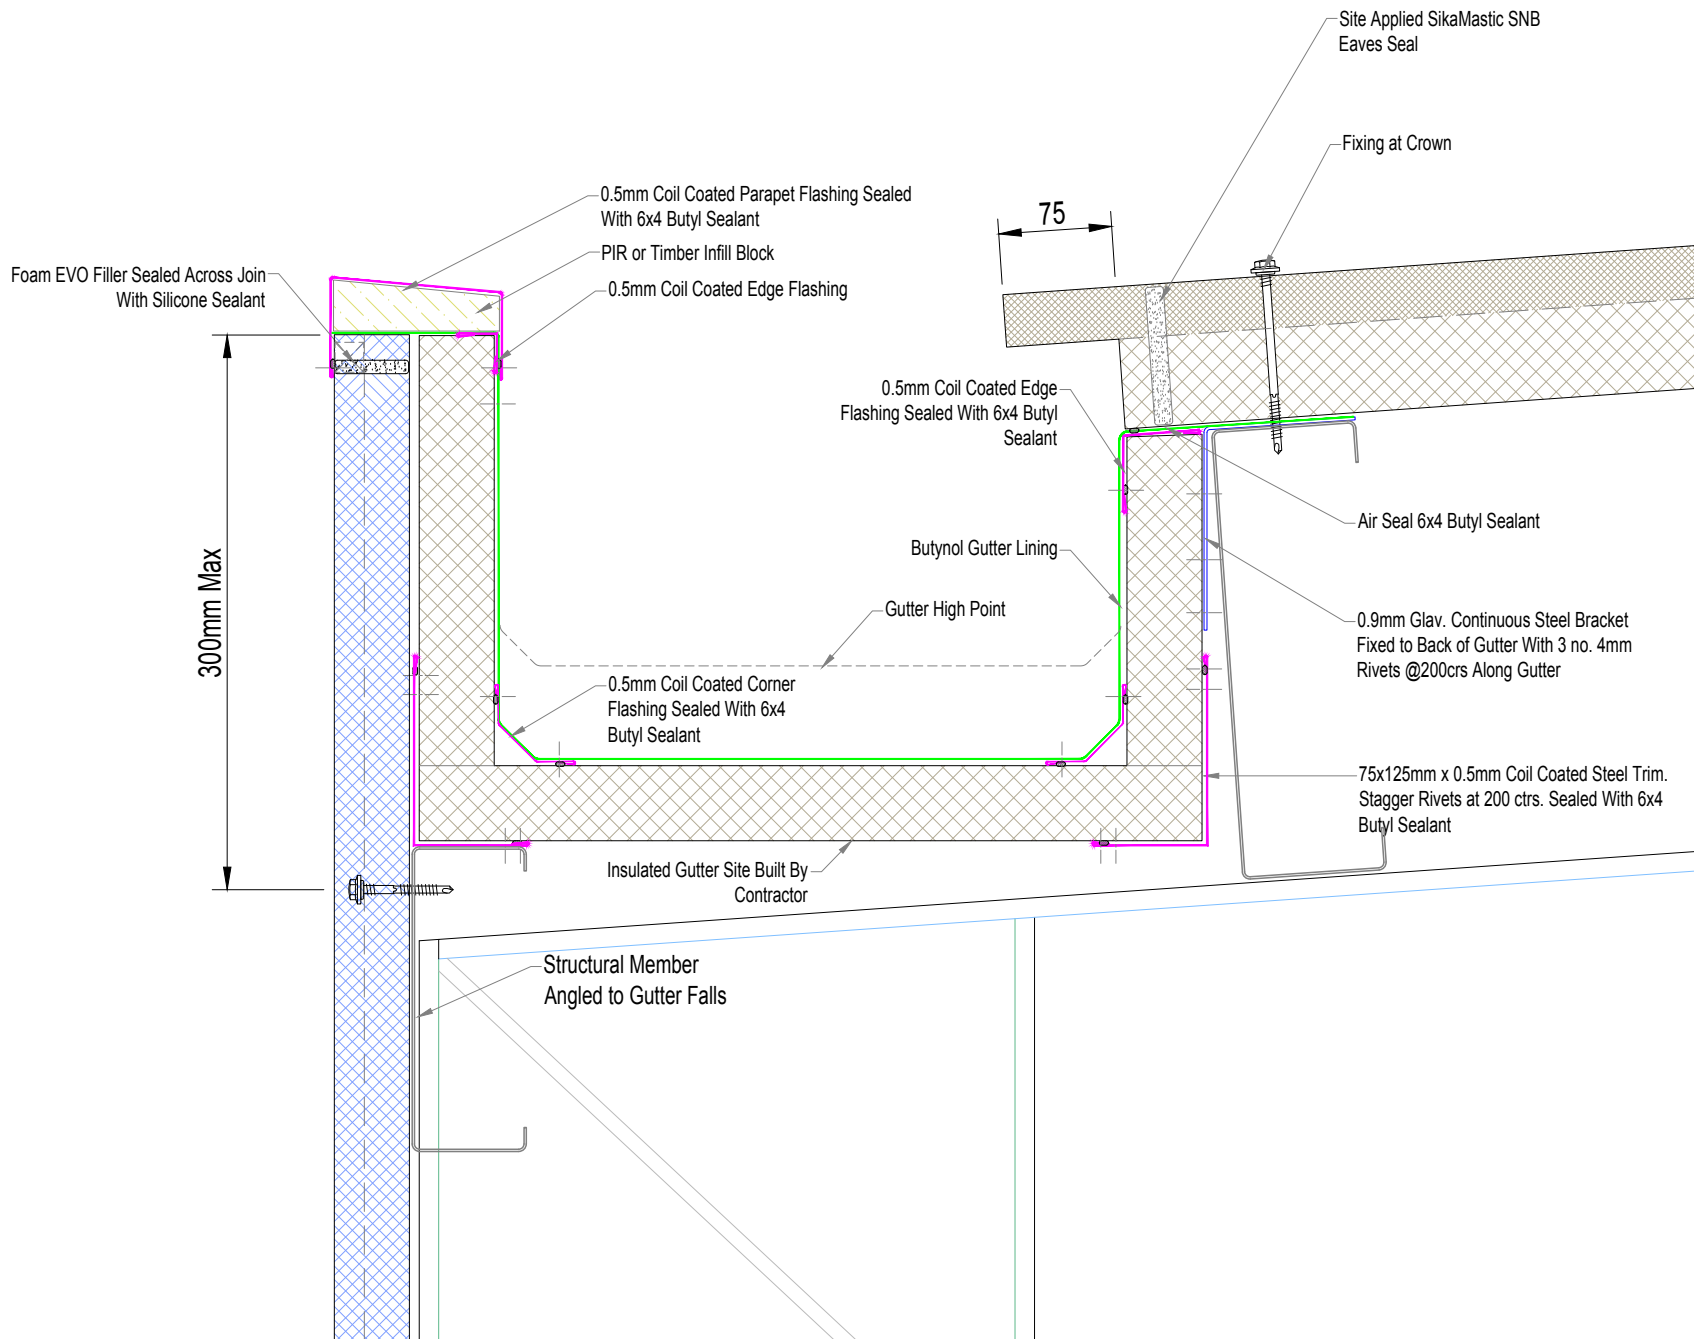 Site Applied SikaMastic SNB
Eaves Seal
Fixing at Crown
0.5mm Coil Coated Parapet Flashing Sealed
With 6x4 Butyl Sealant
75
PIR or Timber Infill Block
Foam EVO Filler Sealed Across Join
With Silicone Sealant
0.5mm Coil Coated Edge Flashing
0.5mm Coil Coated Edge
Flashing Sealed With 6x4 Butyl
Sealant
Air Seal 6x4 Butyl Sealant
Butynol Gutter Lining
300mm Max
Gutter High Point
0.9mm Glav. Continuous Steel Bracket
Fixed to Back of Gutter With 3 no. 4mm
Rivets @200crs Along Gutter
0.5mm Coil Coated Corner
Flashing Sealed With 6x4
Butyl Sealant
75x125mm x 0.5mm Coil Coated Steel Trim.
Stagger Rivets at 200 ctrs. Sealed With 6x4
Butyl Sealant
Insulated Gutter Site Built By
Contractor
Structural Member
Angled to Gutter Falls